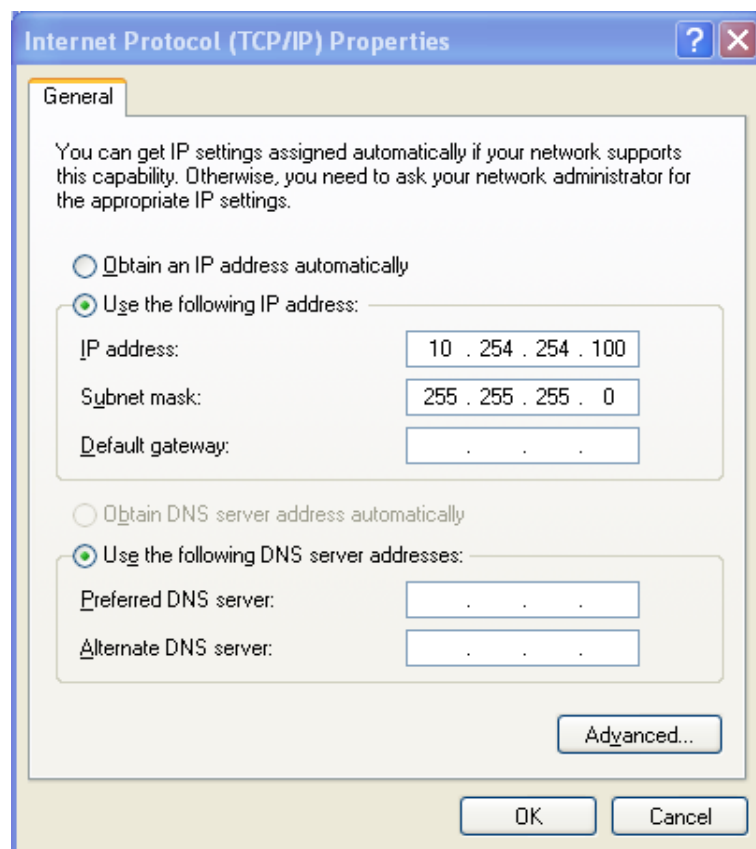 Internet Protocol (TCP/IP) Properties
General
You can get IP settings assigned automatically if your network supports
this capability. Otherwise, you need to ask your network administrator for
the appropriate IP settings.
Obtain an IP address automatically
Use the following IP address:
IP address: 10 . 254 . 254 . 100
Subnet mask: 255 . 255 . 255 . 0
Default gateway: . . .
Obtain DNS server address automatically
Use the following DNS server addresses:
Preferred DNS server: . . .
Alternate DNS server: . . .
Advanced...
OK Cancel